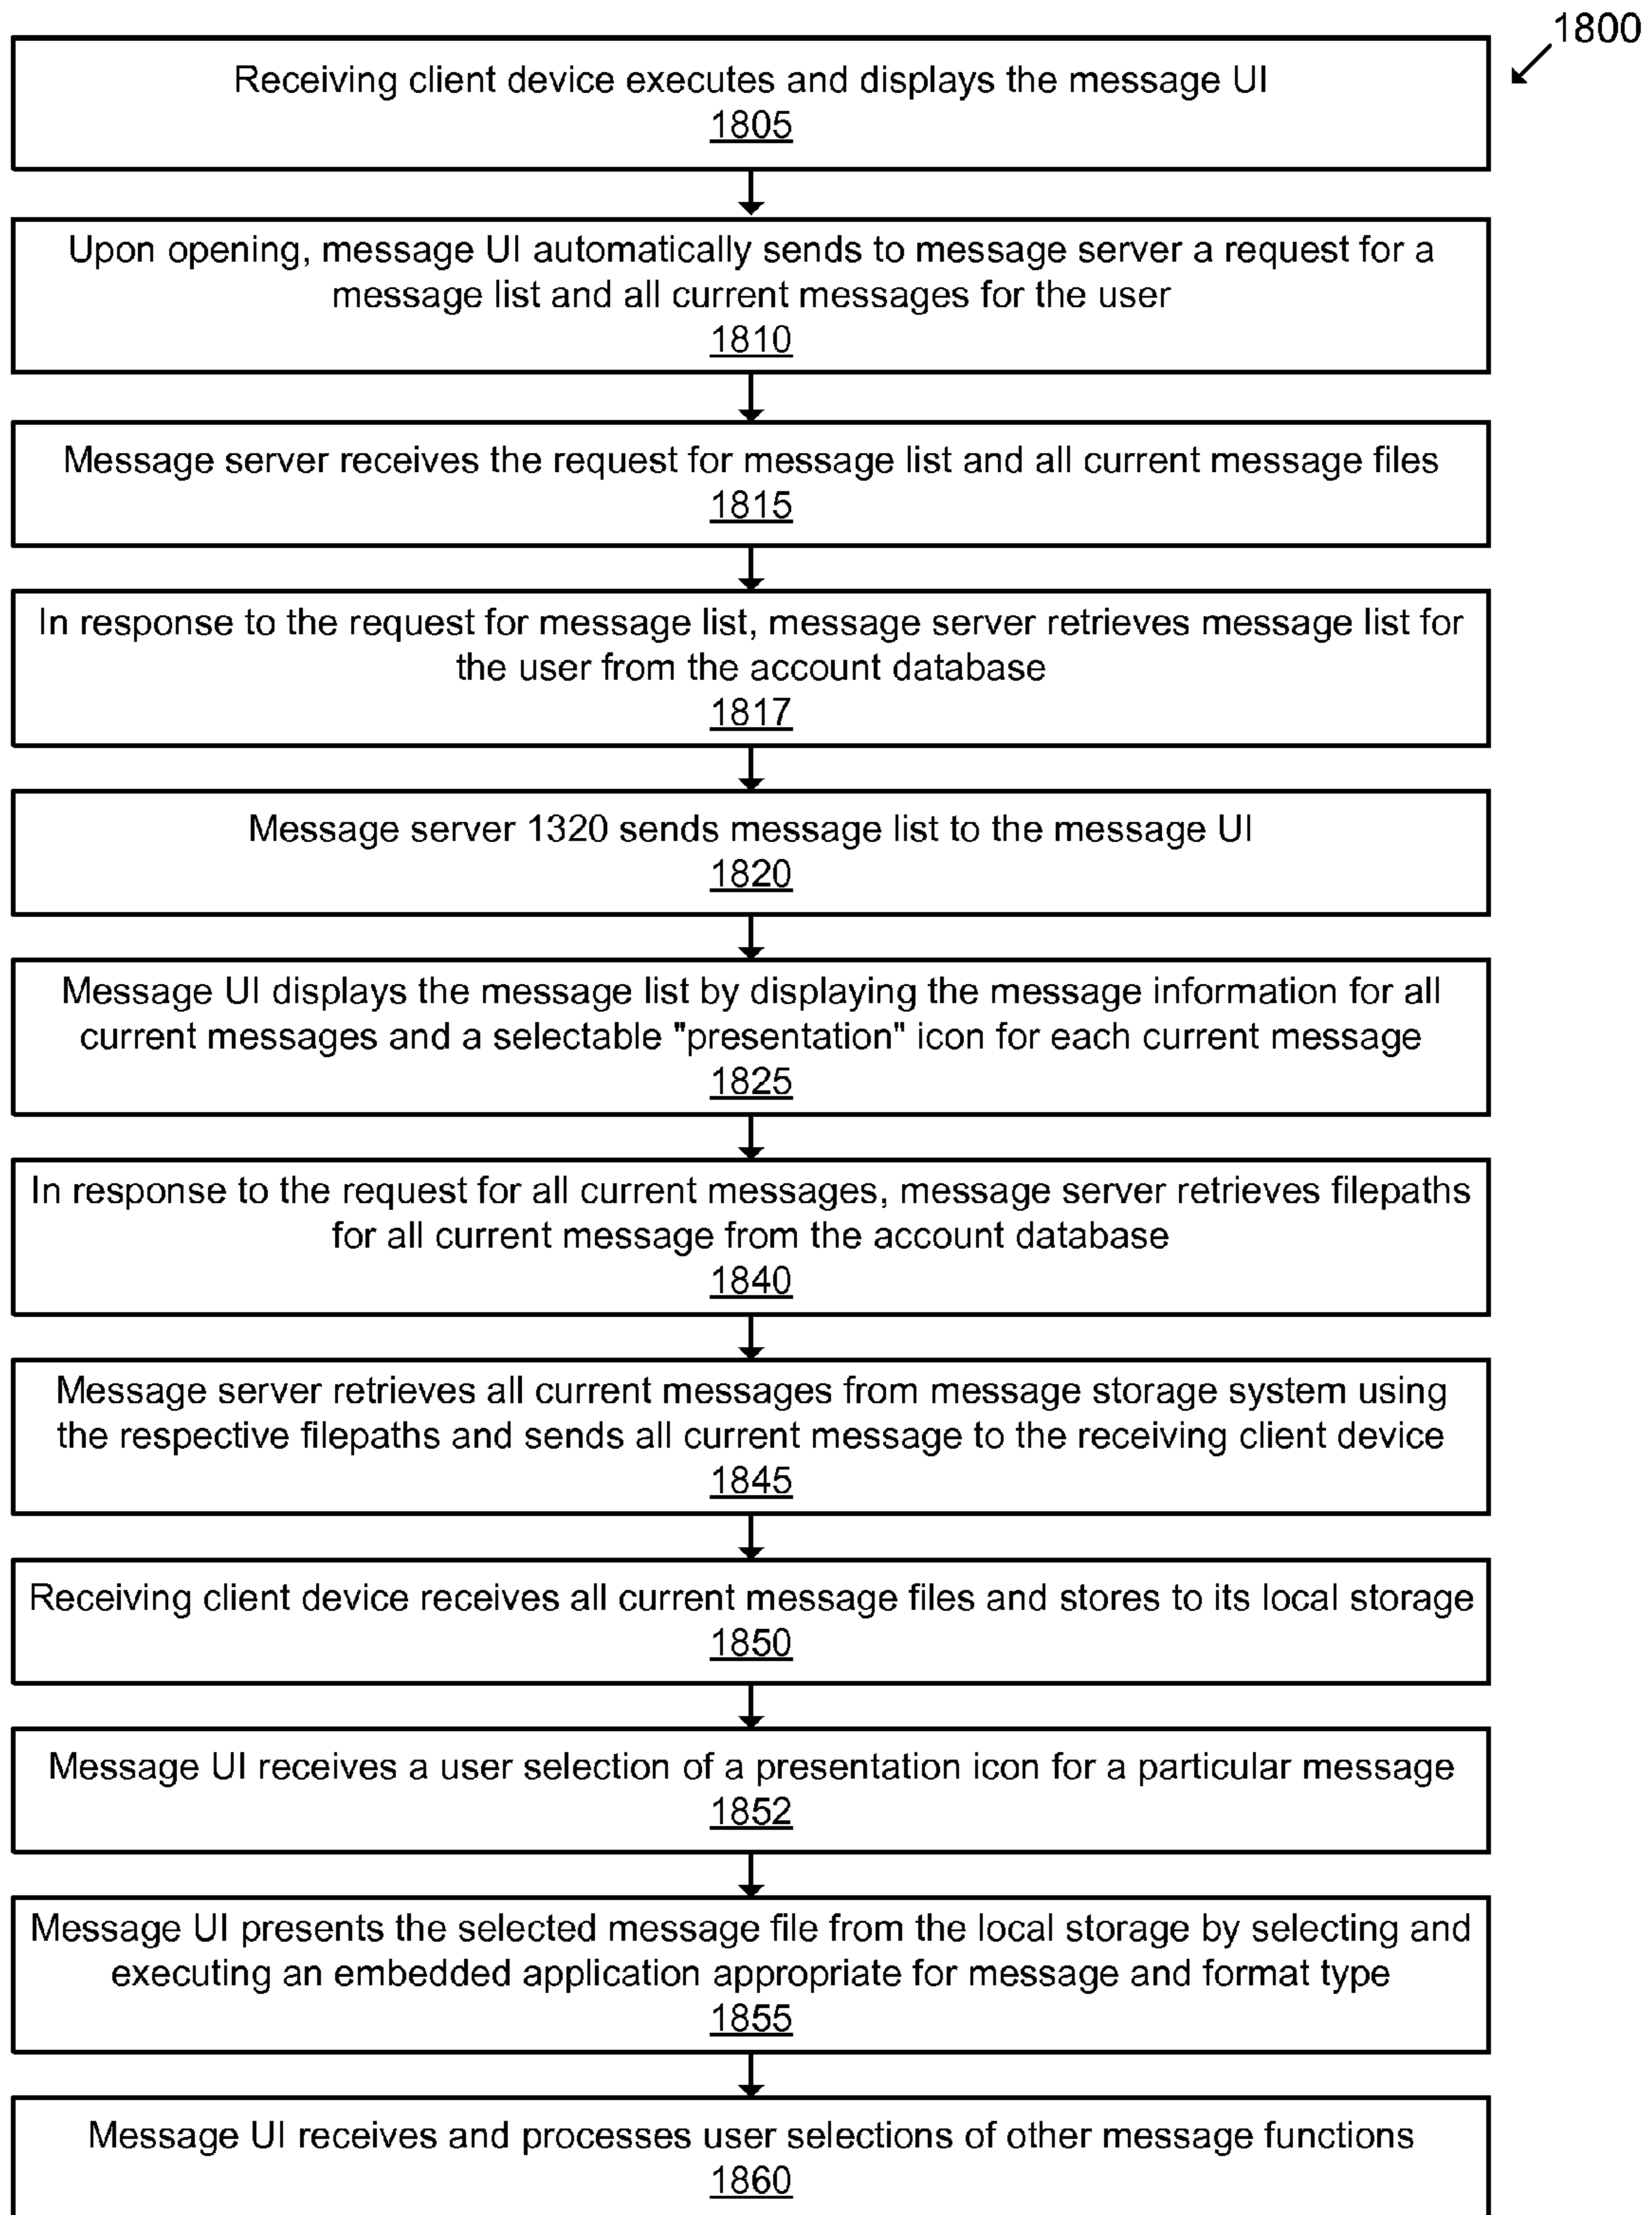 1800
Receiving client device executes and displays the message UI
1805
Upon opening, message UI automatically sends to message server a request for a
message list and all current messages for the user
1810
Message server receives the request for message list and all current message files
1815
In response to the request for message list, message server retrieves message list for
the user from the account database
1817
Message server 1320 sends message list to the message UI
1820
Message UI displays the message list by displaying the message information for all
current messages and a selectable "presentation" icon for each current message
1825
In response to the request for all current messages, message server retrieves filepaths
for all current message from the account database
1840
Message server retrieves all current messages from message storage system using
the respective filepaths and sends all current message to the receiving client device
1845
Receiving client device receives all current message files and stores to its local storage
1850
Message UI receives a user selection of a presentation icon for a particular message
1852
Message UI presents the selected message file from the local storage by selecting and
executing an embedded application appropriate for message and format type
1855
Message UI receives and processes user selections of other message functions
1860